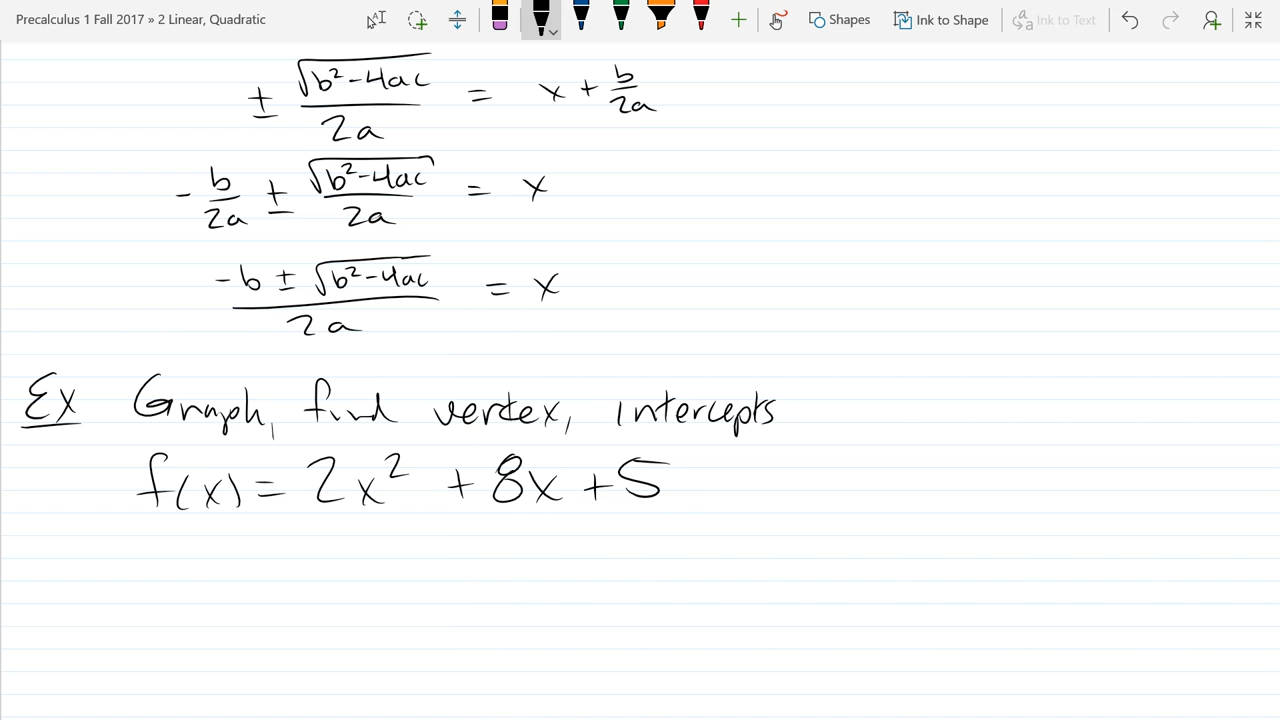 Precalculus 1 Fall 2017 » 2 Linear, Quadratic
Shapes
Ink to Shape
Ink to Text
± √(b² - 4ac) / 2a = x + b/2a
- b/2a ± √(b² - 4ac) / 2a = x
-b ± √(b² - 4ac) / 2a = x
Ex Graph, find vertex, intercepts
f(x) = 2x² + 8x + 5